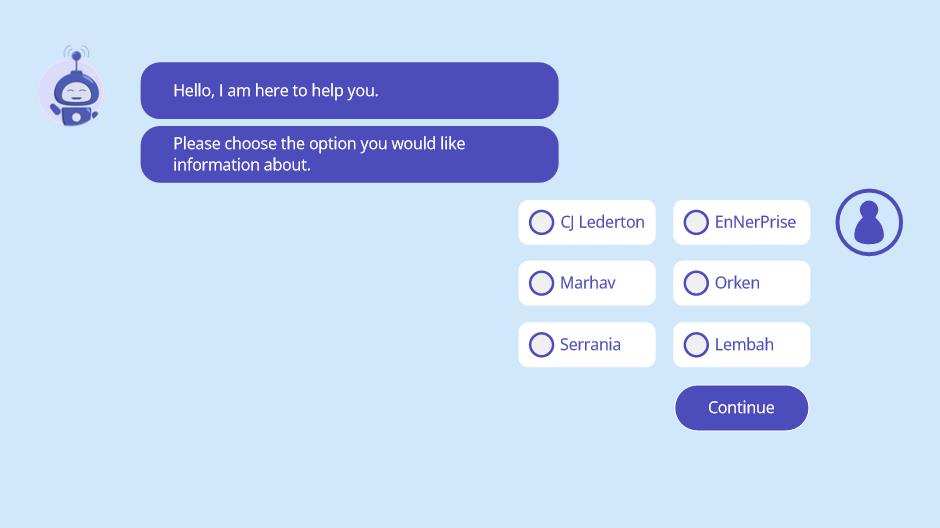 Hello, I am here to help you.
Please choose the option you would like
information about.
CJ Lederton
EnNerPrise
Marhav
Orken
Serrania
Lembah
Continue